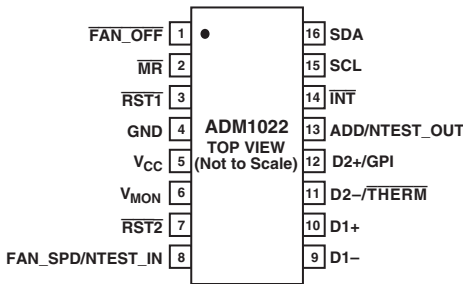 FAN_OFF 1
MR 2
RST1 3
GND 4
VCC 5
VMON 6
RST2 7
FAN_SPD/NTEST_IN 8
ADM1022
TOP VIEW
(Not to Scale)
16 SDA
15 SCL
14 INT
13 ADD/NTEST_OUT
12 D2+/GPI
11 D2–/THERM
10 D1+
9 D1–